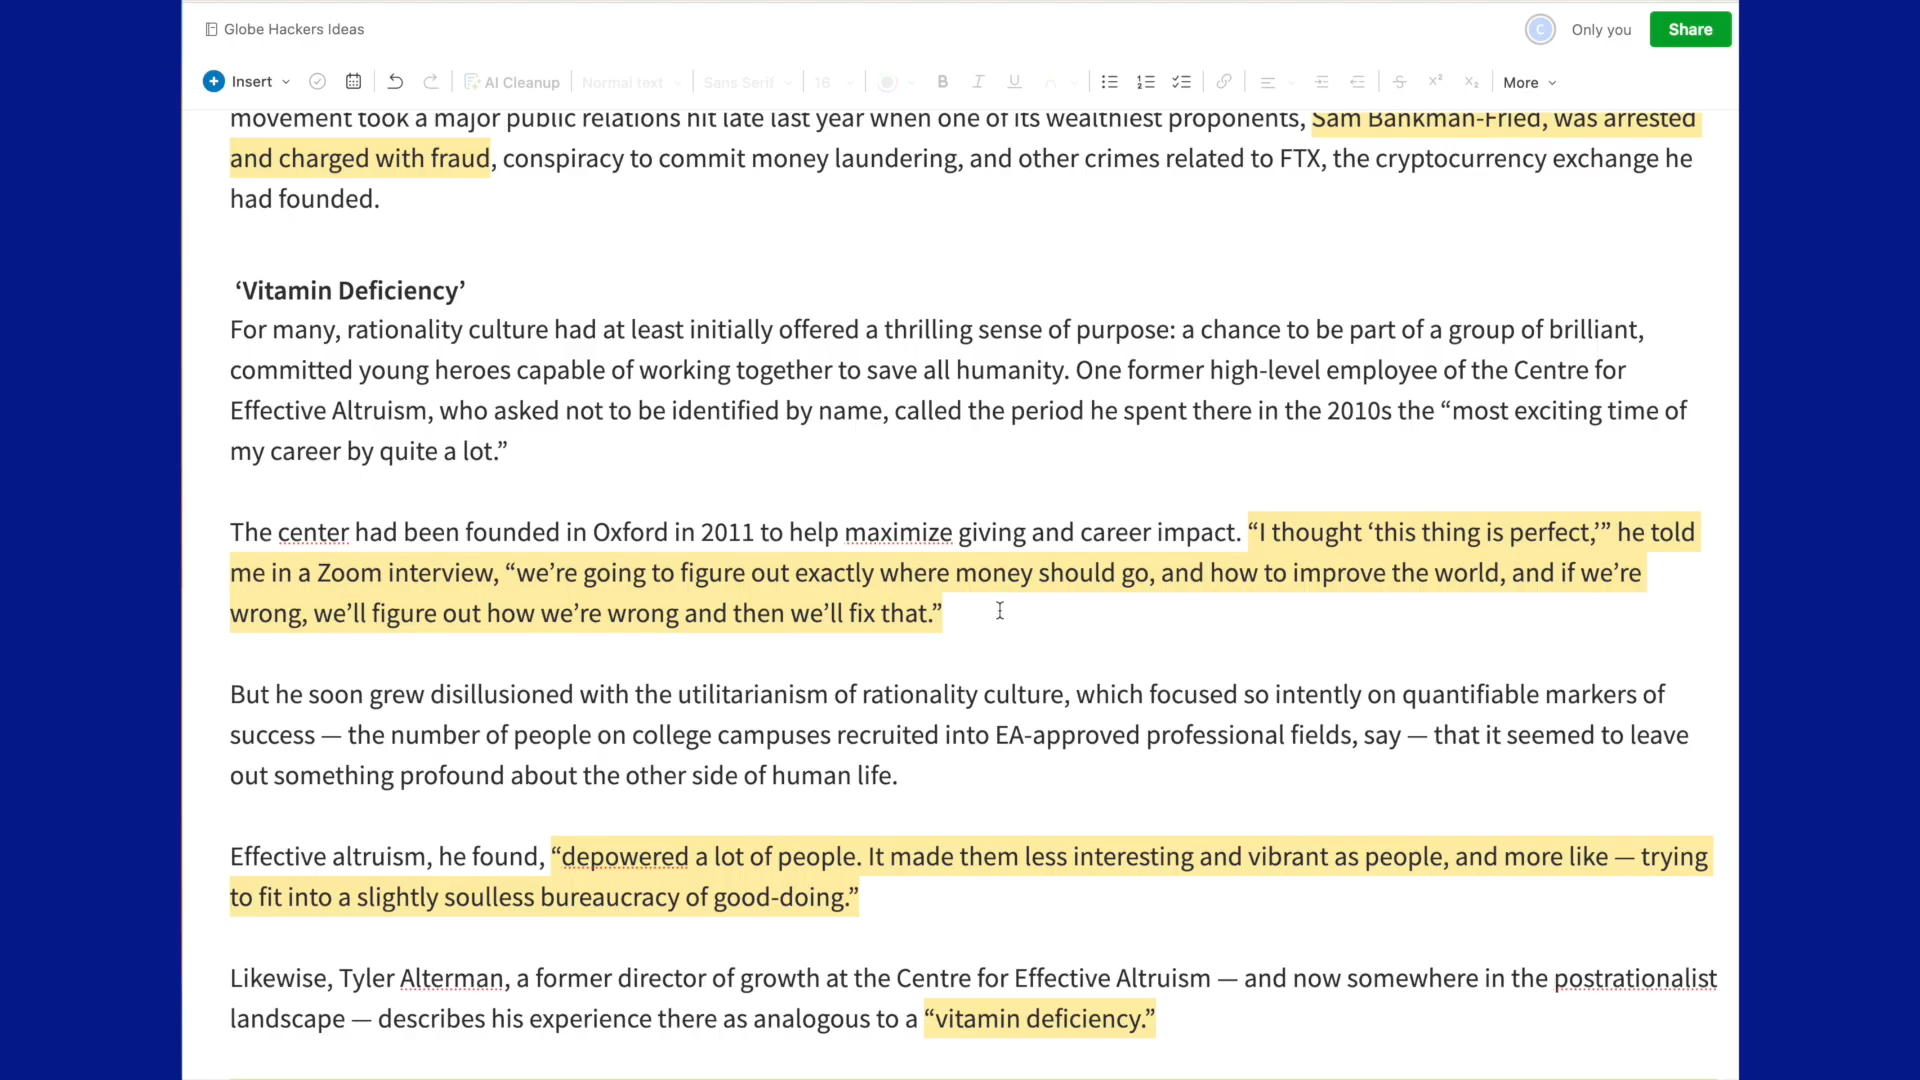 Globe Hackers Ideas
C
Only you
Share
Insert
AI Cleanup
Normal text
Sans Serif
16
B
I
U
S
x²
x₂
More
movement took a major public relations hit late last year when one of its wealthiest proponents, Sam Bankman-Fried, was arrested
and charged with fraud, conspiracy to commit money laundering, and other crimes related to FTX, the cryptocurrency exchange he
had founded.
‘Vitamin Deficiency’
For many, rationality culture had at least initially offered a thrilling sense of purpose: a chance to be part of a group of brilliant,
committed young heroes capable of working together to save all humanity. One former high-level employee of the Centre for
Effective Altruism, who asked not to be identified by name, called the period he spent there in the 2010s the “most exciting time of
my career by quite a lot.”
The center had been founded in Oxford in 2011 to help maximize giving and career impact. “I thought ‘this thing is perfect,’” he told
me in a Zoom interview, “we’re going to figure out exactly where money should go, and how to improve the world, and if we’re
wrong, we’ll figure out how we’re wrong and then we’ll fix that.”
But he soon grew disillusioned with the utilitarianism of rationality culture, which focused so intently on quantifiable markers of
success — the number of people on college campuses recruited into EA-approved professional fields, say — that it seemed to leave
out something profound about the other side of human life.
Effective altruism, he found, “depowered a lot of people. It made them less interesting and vibrant as people, and more like — trying
to fit into a slightly soulless bureaucracy of good-doing.”
Likewise, Tyler Alterman, a former director of growth at the Centre for Effective Altruism — and now somewhere in the postrationalist
landscape — describes his experience there as analogous to a “vitamin deficiency.”